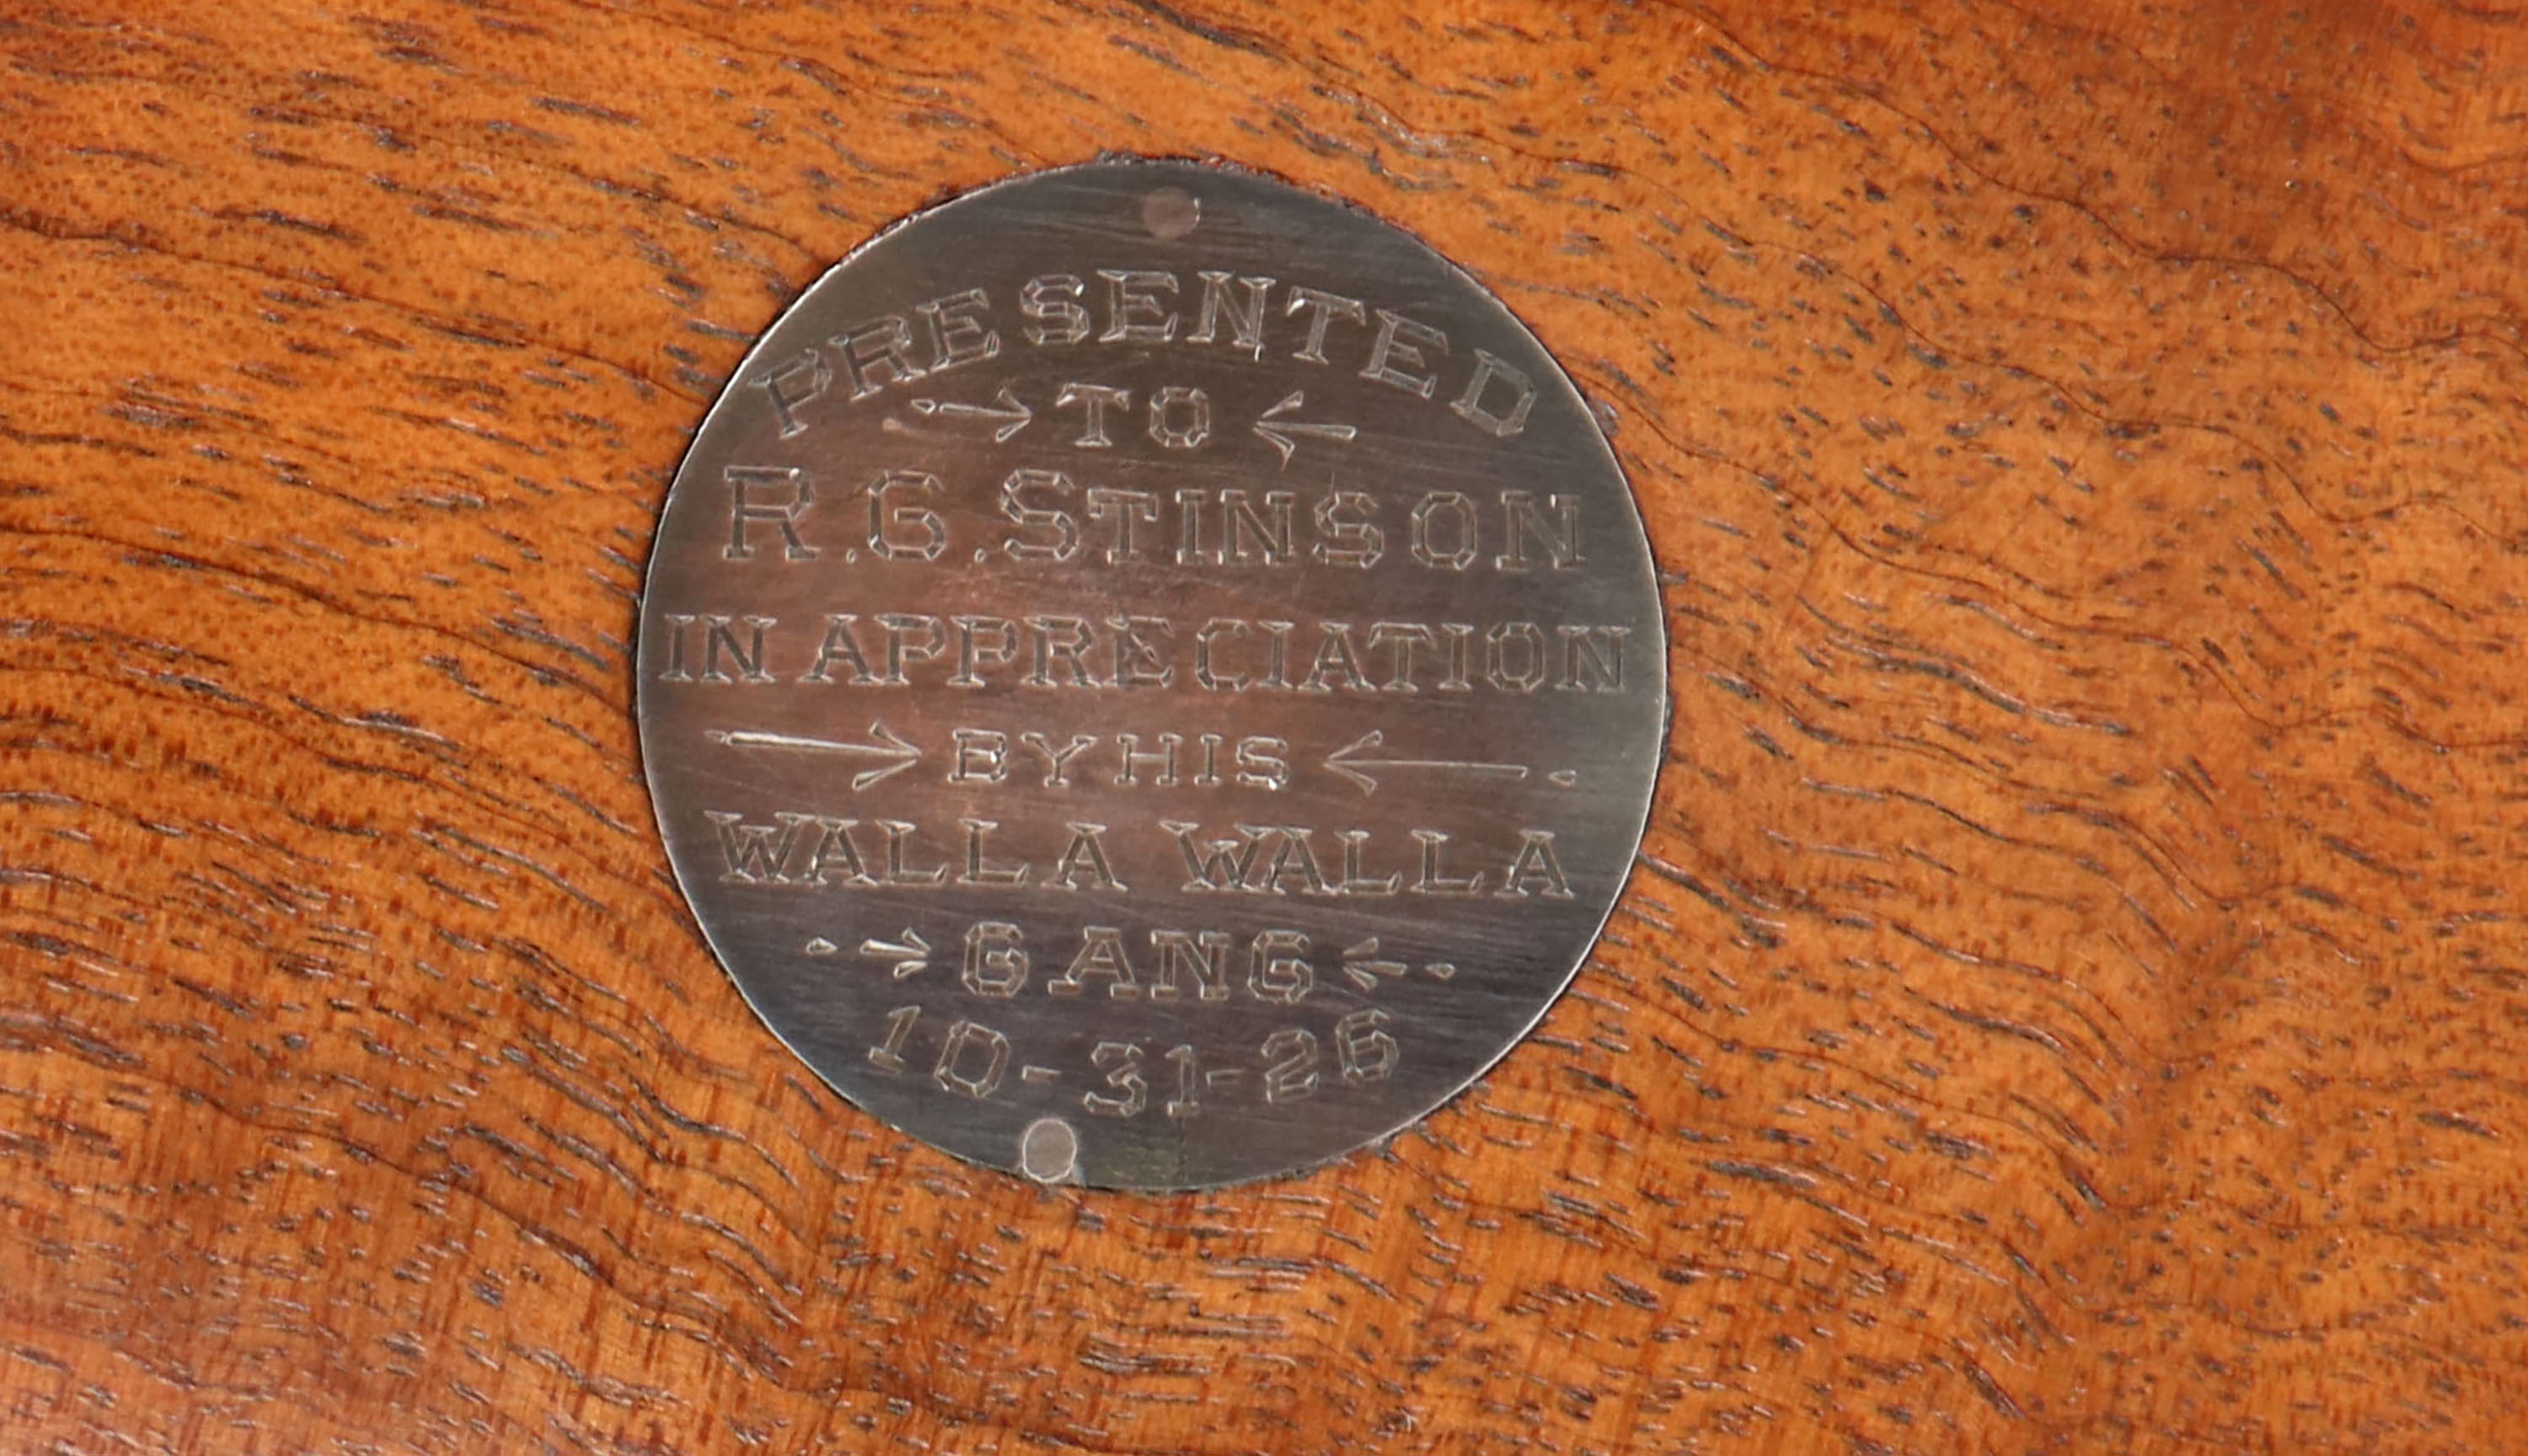 PRESENTED
TO
R.G.STINSON
IN APPRECIATION
BY HIS
WALLA WALLA
GANG
10-31-26